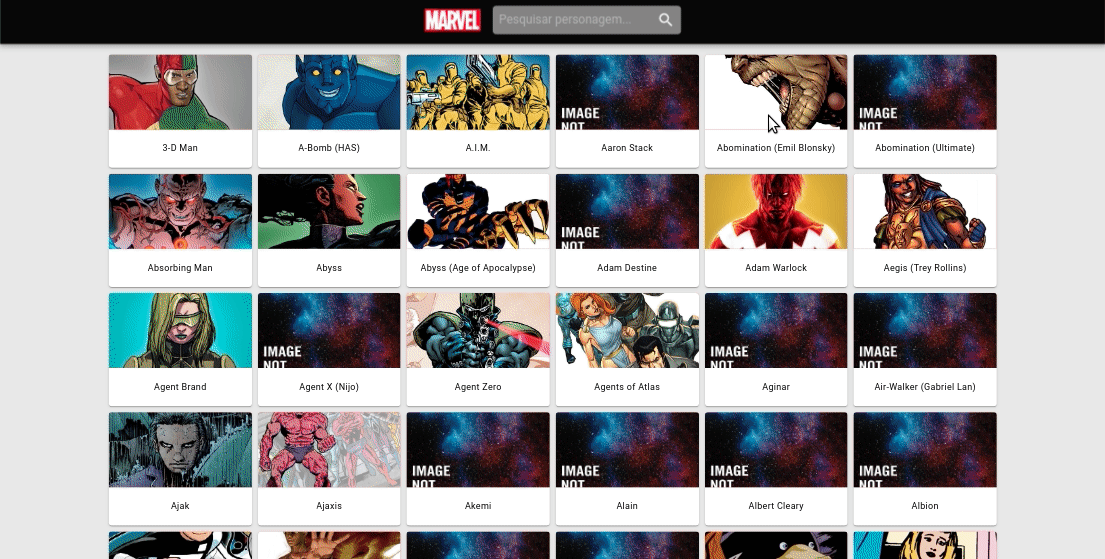 MARVEL
Pesquisar personagem...
IMAGE
NOT
IMAGE
NOT
3-D Man
A-Bomb (HAS)
A.I.M.
Aaron Stack
Abomination (Emil Blonsky)
Abomination (Ultimate)
IMAGE
NOT
Absorbing Man
Abyss
Abyss (Age of Apocalypse)
Adam Destine
Adam Warlock
Aegis (Trey Rollins)
IMAGE
NOT
IMAGE
NOT
IMAGE
NOT
Agent Brand
Agent X (Nijo)
Agent Zero
Agents of Atlas
Aginar
Air-Walker (Gabriel Lan)
IMAGE
NOT
IMAGE
NOT
IMAGE
NOT
IMAGE
NOT
Ajak
Ajaxis
Akemi
Alain
Albert Cleary
Albion